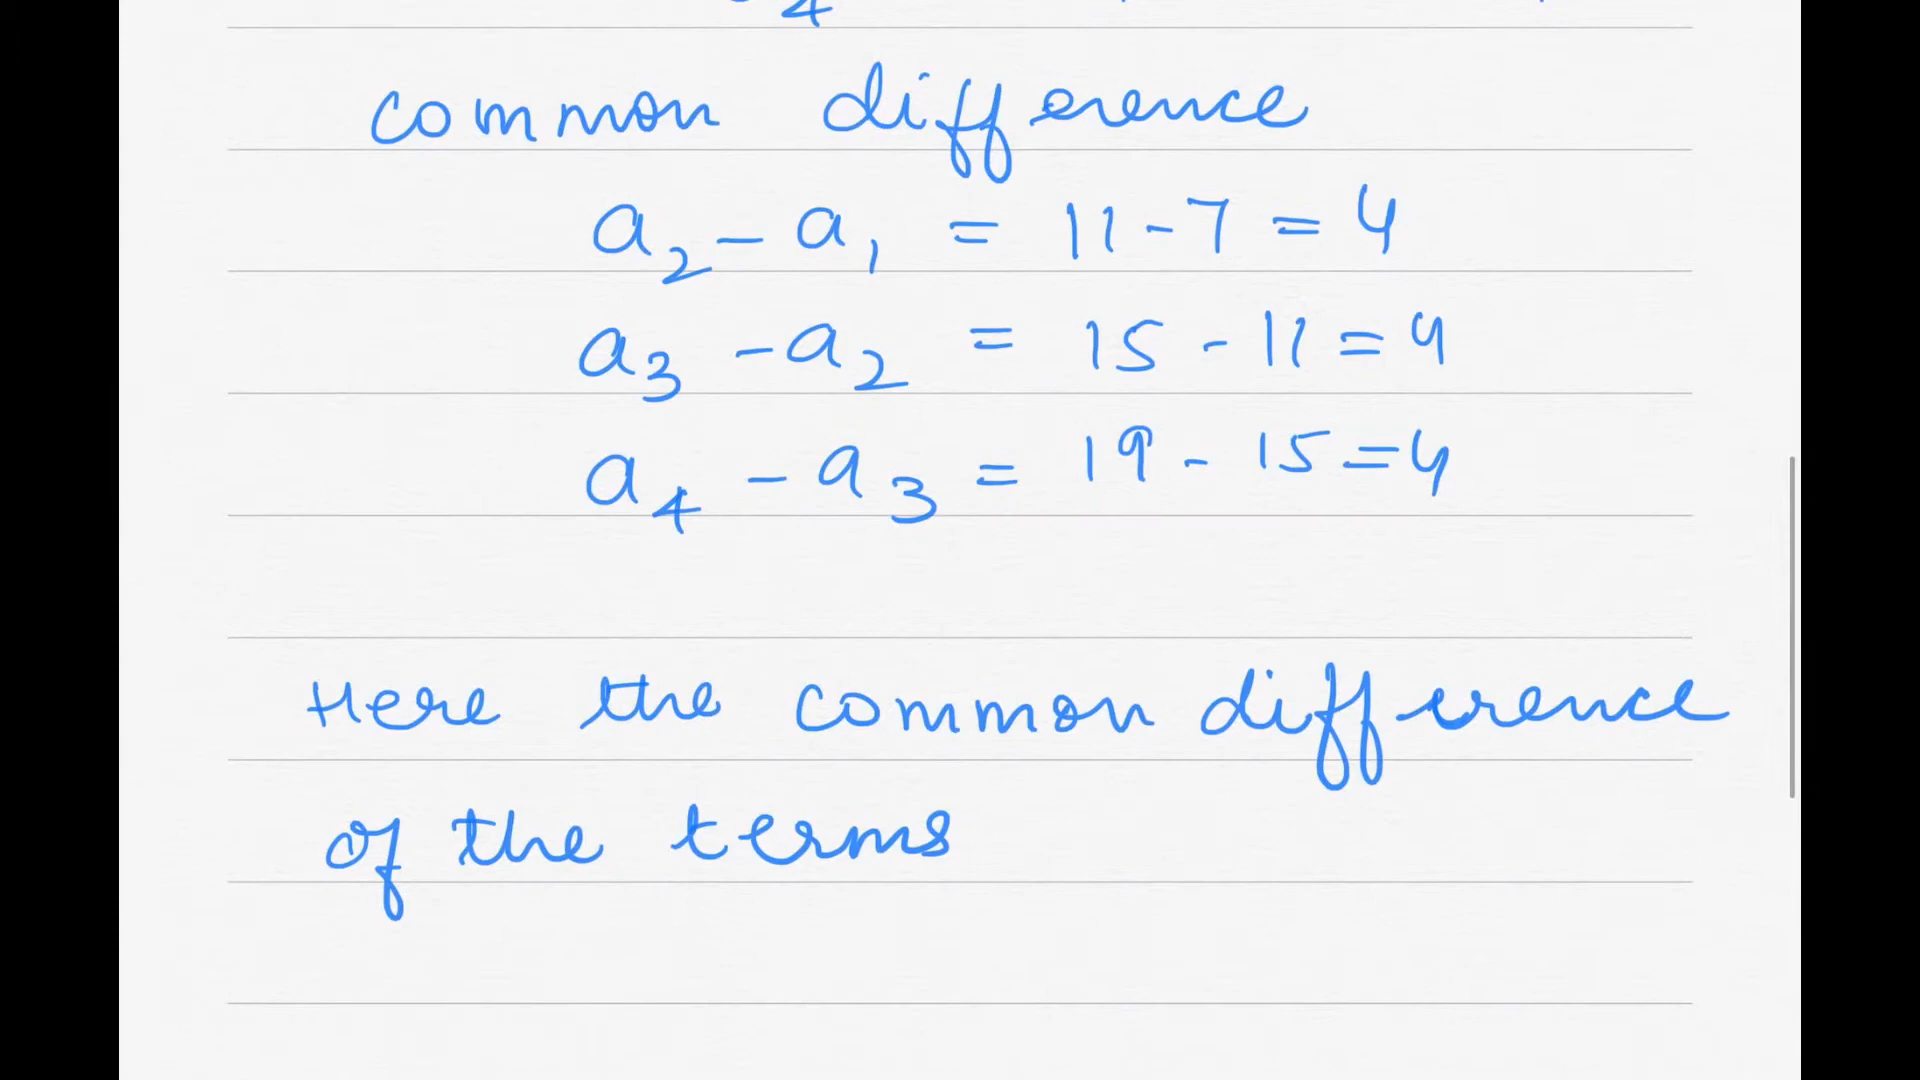 4
common difference
a₂ - a₁ = 11 - 7 = 4
a₃ - a₂ = 15 - 11 = 4
a₄ - a₃ = 19 - 15 = 4
Here the common difference
of the terms